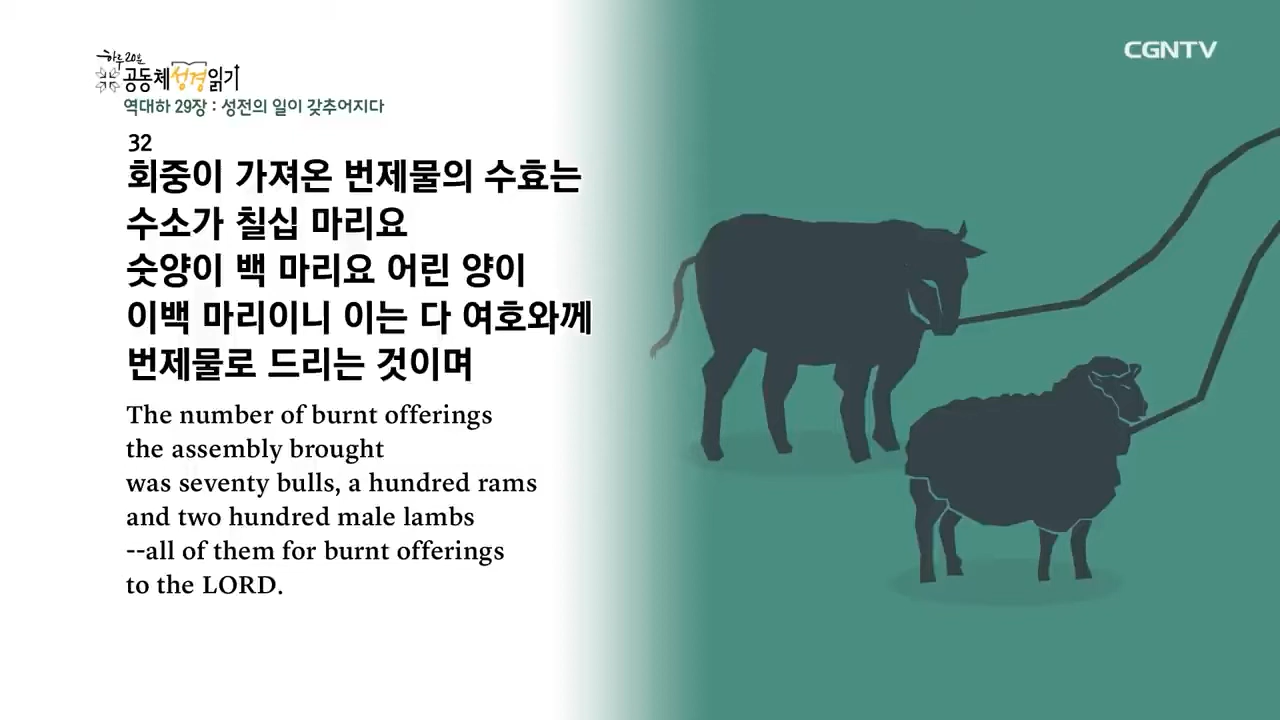 하루 20분
공동체성경읽기
CGNTV
역대하 29장 : 성전의 일이 갖추어지다
32
회중이 가져온 번제물의 수효는
수소가 칠십 마리요
숫양이 백 마리요 어린 양이
이백 마리이니 이는 다 여호와께
번제물로 드리는 것이며
The number of burnt offerings
the assembly brought
was seventy bulls, a hundred rams
and two hundred male lambs
--all of them for burnt offerings
to the LORD.